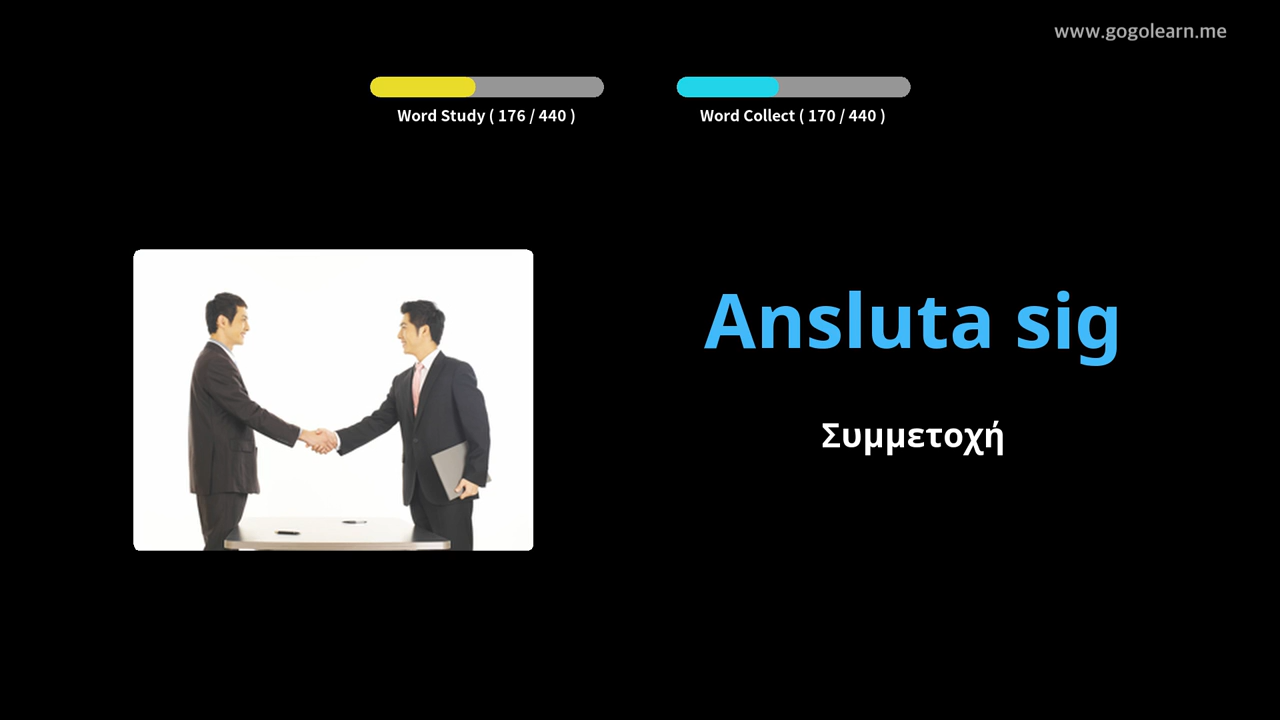 www.gogolearn.me
Word Study ( 176 / 440 )
Word Collect ( 170 / 440 )
Ansluta sig
Συμμετοχή